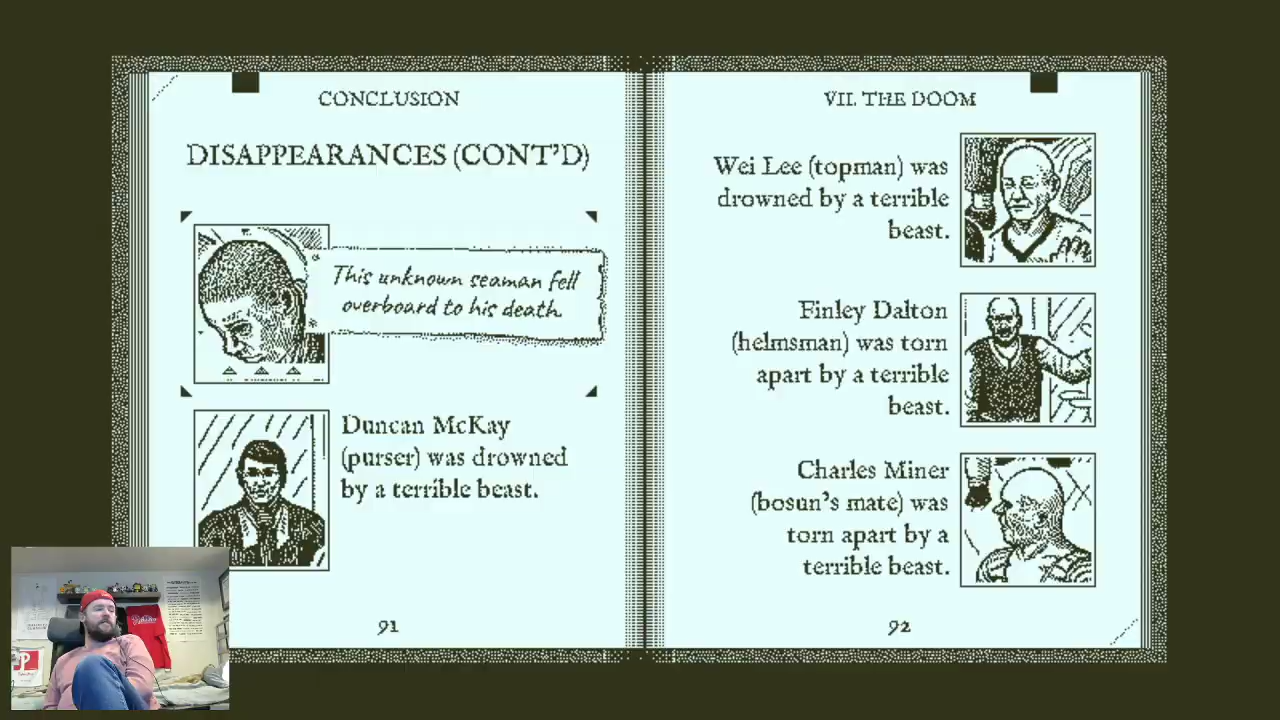 CONCLUSION
DISAPPEARANCES (CONT'D)
This unknown seaman fell
overboard to his death.
Duncan McKay
(purser) was drowned
by a terrible beast.
91
VII. THE DOOM
Wei Lee (topman) was
drowned by a terrible
beast.
Finley Dalton
(helmsman) was torn
apart by a terrible
beast.
Charles Miner
(bosun's mate) was
torn apart by a
terrible beast.
92